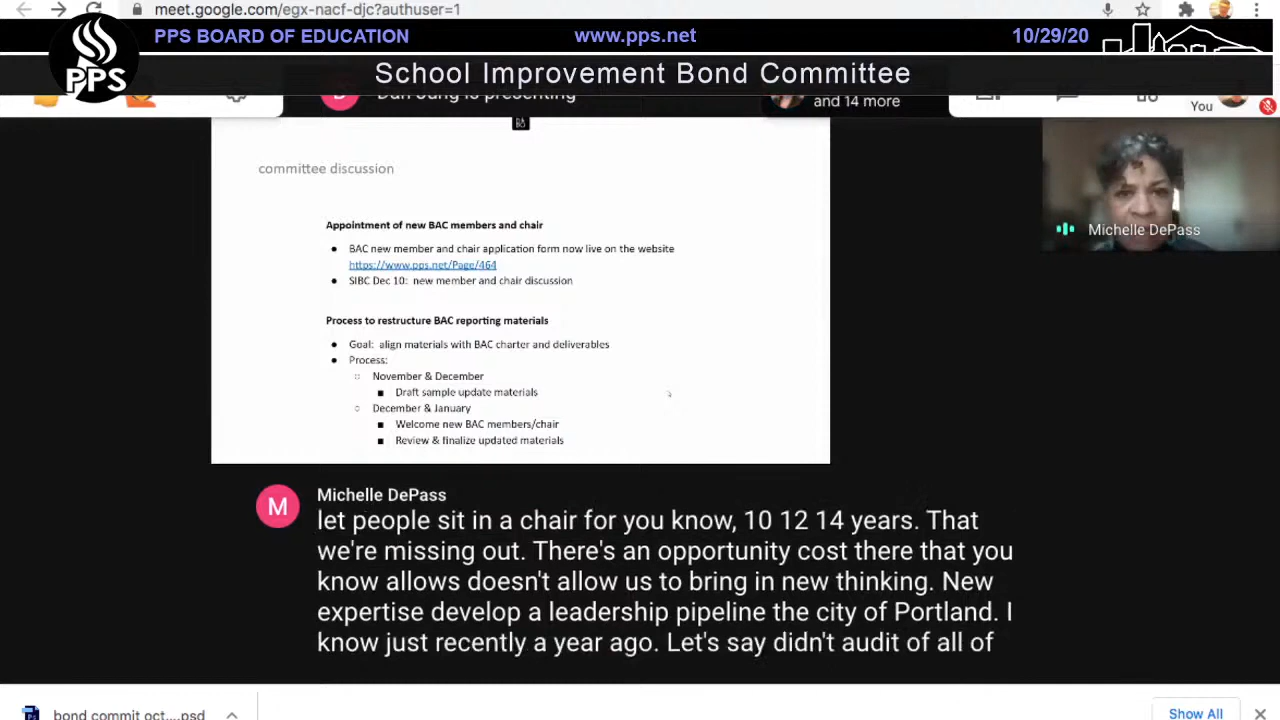 meet.google.com/egx-nacf-djc?authuser=1
PPS BOARD OF EDUCATION
www.pps.net
10/29/20
PPS
School Improvement Bond Committee
Dan Jung is presenting
and 14 more
You
committee discussion
Appointment of new BAC members and chair
● BAC new member and chair application form now live on the website
https://www.pps.net/Page/464
● SIBC Dec 10: new member and chair discussion
Process to restructure BAC reporting materials
● Goal: align materials with BAC charter and deliverables
● Process:
○ November & December
■ Draft sample update materials
○ December & January
■ Welcome new BAC members/chair
■ Review & finalize updated materials
Michelle DePass
M
Michelle DePass
let people sit in a chair for you know, 10 12 14 years. That
we're missing out. There's an opportunity cost there that you
know allows doesn't allow us to bring in new thinking. New
expertise develop a leadership pipeline the city of Portland. I
know just recently a year ago. Let's say didn't audit of all of
bond commit oct....psd
Show All